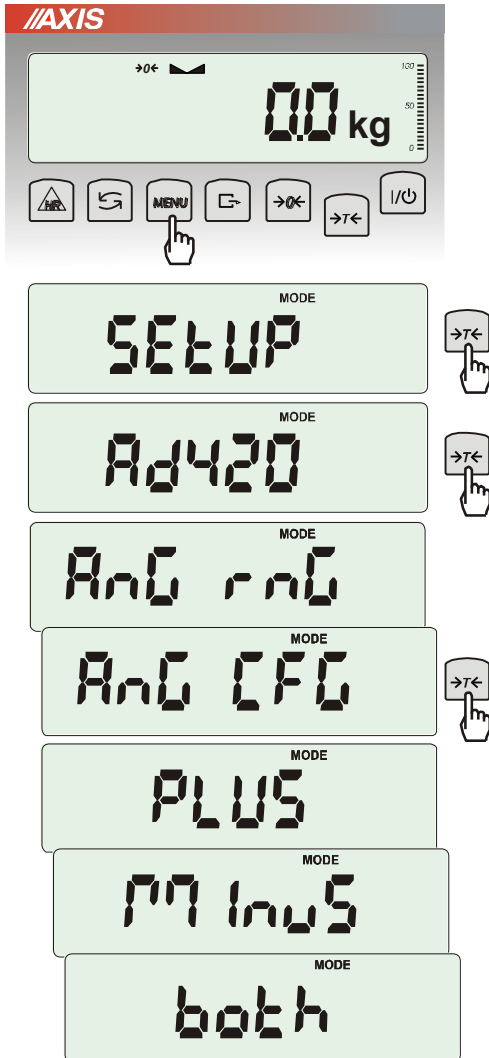 //AXIS
→0← 100
50
0.0 kg
0
HR MENU →0← →T← I/⏻
MODE
SEtUP →T←
MODE
Ad420 →T←
MODE
AnG rnG
MODE
AnG CFG →T←
MODE
PLUS
MODE
MInuS
MODE
both